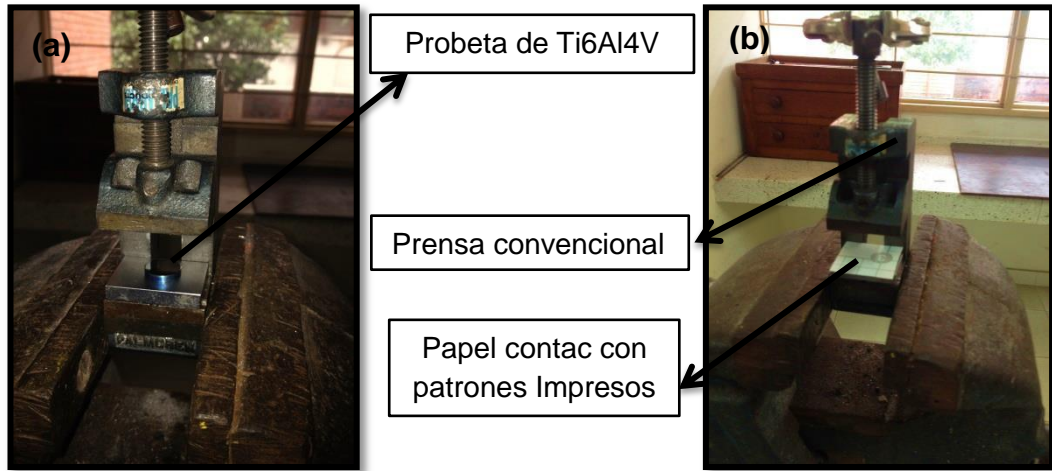 (a)
Probeta de Ti6Al4V
(b)
Prensa convencional
Papel contac con
patrones Impresos